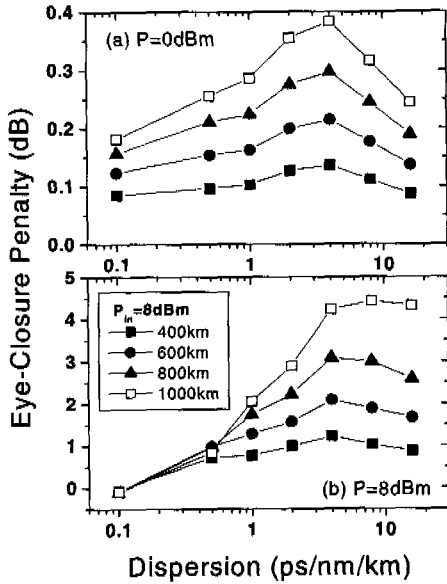 Eye-Closure Penalty (dB)
0.4
0.3
0.2
0.1
0.0
(a) P=0dBm
0.1
1
10
5
4
3
2
1
0
P_in=8dBm
400km
600km
800km
1000km
(b) P=8dBm
0.1
1
10
Dispersion (ps/nm/km)